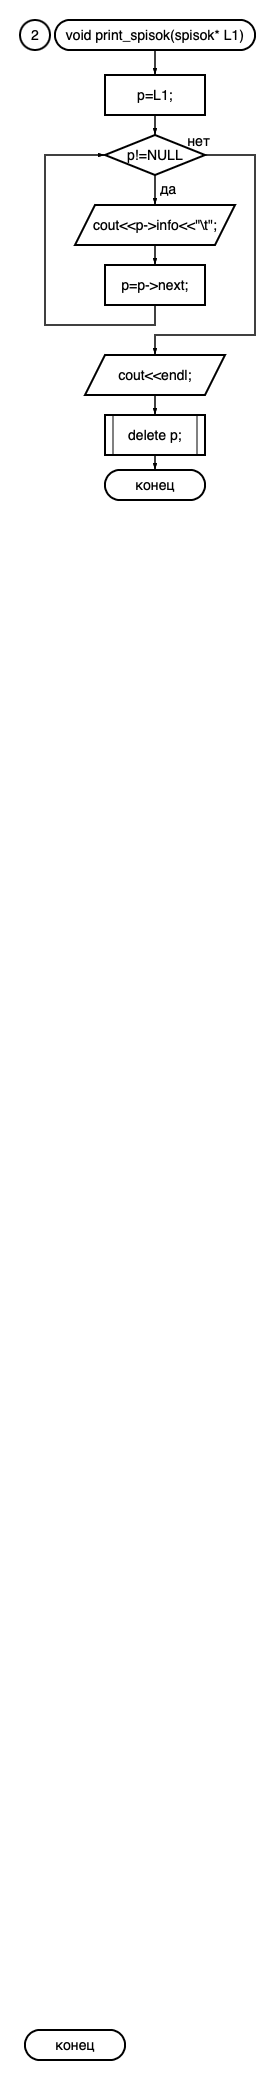 2
void print_spisok(spisok* L1)
p=L1;
p!=NULL
нет
да
cout<<p->info<<"\t";
p=p->next;
cout<<endl;
delete p;
конец
конец